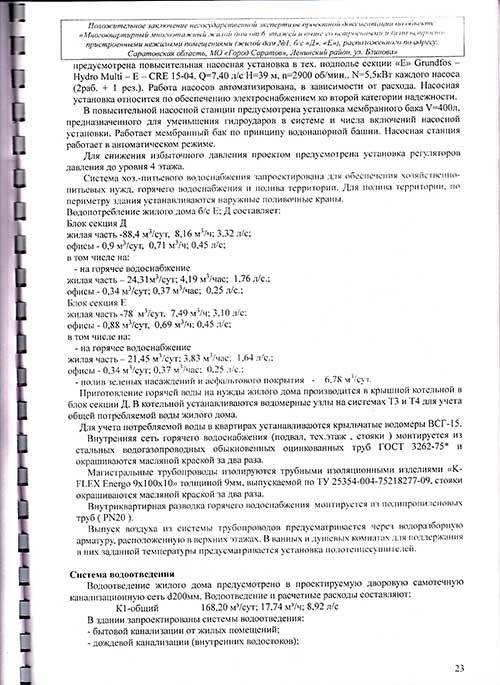 Положительное заключение негосударственной экспертизы проектной документации по объекту:
«Многоквартирный многоэтажный жилой дом
пристроенными нежилыми помещениями (жилой дом №1, б/с «Д», «Е»), расположенного по адресу:
Саратовская область, МО «Город Саратов», Ленинский район, ул. Блинова»
предусмотрена повысительная насосная установка в тех. подполье секции «Е» Grundfos –
Hydro Multi – E – CRE 15-04. Q=7,40 л/с H=39 м, n=2900 об/мин., N=5,5кВт каждого насоса
(2раб. + 1 рез.). Работа насосов автоматизирована, в зависимости от расхода. Насосная
установка относится по обеспечению электроснабжением ко второй категории надежности.
В повысительной насосной станции предусмотрена установка мембранного бака V=400л,
предназначенного для уменьшения гидроударов в системе и числа включений насосной
установки. Работает мембранный бак по принципу водонапорной башни. Насосная станция
работает в автоматическом режиме.
Для снижения избыточного давления проектом предусмотрена установка регуляторов
давления до уровня 4 этажа.
Система хоз.-питьевого водоснабжения запроектирована для обеспечения хозяйственно-
питьевых нужд, горячего водоснабжения и полива территории. Для полива территории, по
периметру здания устанавливаются наружные поливочные краны.
Водопотребление жилого дома б/с Е; Д составляет:
Блок секция Д
жилая часть -88,4 м³/сут, 8,16 м³/ч; 3.32 л/с;
офисы - 0,9 м³/сут, 0,71 м³/ч; 0,45 л/с;
в том числе на:
- на горячее водоснабжение
жилая часть – 24,31м³/сут; 4,19 м³/час; 1,76 л/с.;
офисы - 0,34 м³/сут; 0,37 м³/час; 0,25 л/с.;
Блок секция Е
жилая часть -78 м³/сут, 7,49 м³/ч; 3,10 л/с;
офисы - 0,88 м³/сут, 0,69 м³/ч; 0,45 л/с;
в том числе на:
- на горячее водоснабжение
жилая часть – 21,45 м³/сут; 3,83 м³/час; 1,64 л/с.;
офисы - 0,34 м³/сут; 0,37 м³/час; 0,25 л/с.;
- полив зеленых насаждений и асфальтового покрытия - 6,78 м³/сут.
Приготовление горячей воды на нужды жилого дома производится в крышной котельной в
блок секции Д. В котельной устанавливаются водомерные узлы на системах Т3 и Т4 для учета
общей потребляемой воды жилого дома.
Для учета потребляемой воды в квартирах устанавливаются крыльчатые водомеры ВСГ-15.
Внутренняя сеть горячего водоснабжения (подвал, тех.этаж , стояки ) монтируется из
стальных водогазопроводных обыкновенных оцинкованных труб ГОСТ 3262-75* и
окрашиваются масляной краской за два раза.
Магистральные трубопроводы изолируются трубными изоляционными изделиями «K-
FLEX Energo 9x100x10» толщиной 9мм, выпускаемой по ТУ 25354-004-75218277-09, стояки
окрашиваются масляной краской за два раза.
Внутриквартирная разводка горячего водоснабжения монтируется из полипропиленовых
труб ( PN20 ).
Выпуск воздуха из системы трубопроводов предусматривается через водоразборную
арматуру, расположенную в верхних этажах. В ванных и душевых комнатах для поддержания
в них заданной температуры предусматривается установка полотенцесушителей.
Система водоотведения
Водоотведение жилого дома предусмотрено в проектируемую дворовую самотечную
канализационную сеть d200мм. Водоотведение и расчетные расходы составляют:
К1-общий 168,20 м³/сут; 17,74 м³/ч; 8,92 л/с
В здании запроектированы системы водоотведения:
- бытовой канализации от жилых помещений;
- дождевой канализации (внутренних водостоков);
23